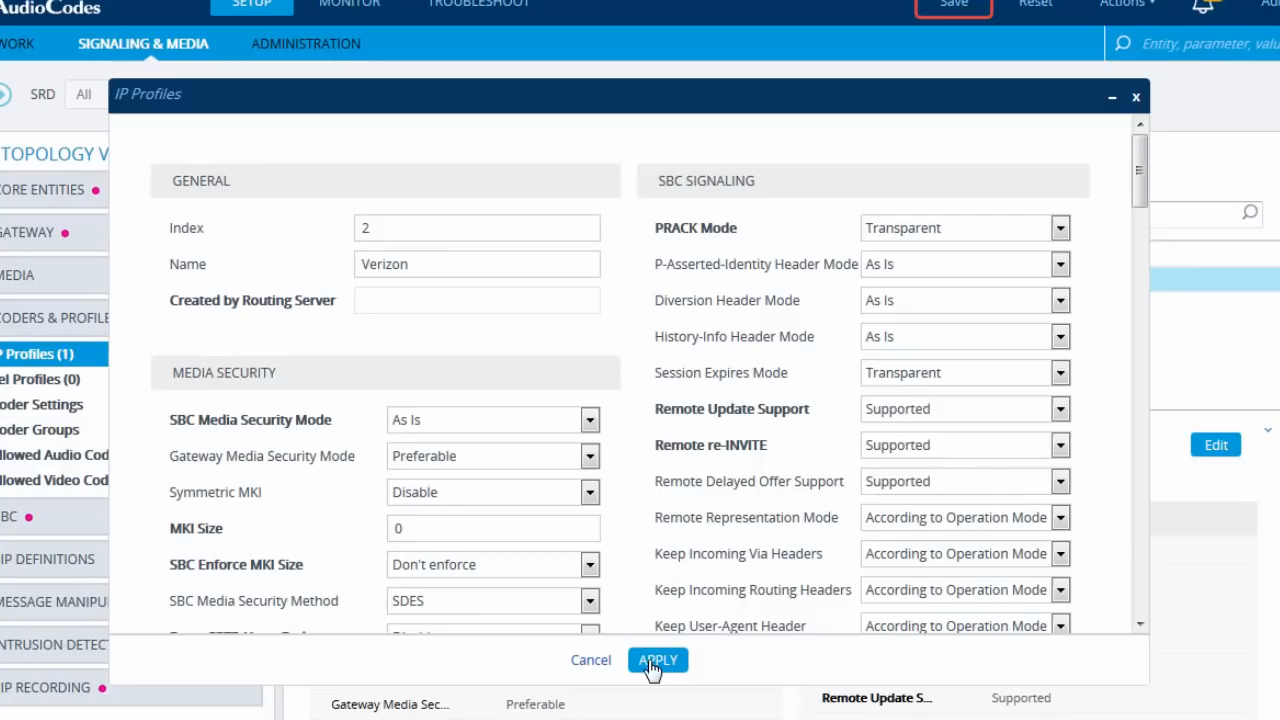 AudioCodes SETUP MONITOR TROUBLESHOOT Save Reset Actions
WORK SIGNALING & MEDIA ADMINISTRATION Entity, parameter, valu
SRD All
IP Profiles
– x
TOPOLOGY V
CORE ENTITIES
GATEWAY
MEDIA
CODERS & PROFILE
P Profiles (1)
el Profiles (0)
oder Settings
oder Groups
llowed Audio Cod
llowed Video Cod
BC
IP DEFINITIONS
MESSAGE MANIPU
NTRUSION DETEC
IP RECORDING
GENERAL
Index 2
Name Verizon
Created by Routing Server
MEDIA SECURITY
SBC Media Security Mode As Is
Gateway Media Security Mode Preferable
Symmetric MKI Disable
MKI Size 0
SBC Enforce MKI Size Don't enforce
SBC Media Security Method SDES
SBC SIGNALING
PRACK Mode Transparent
P-Asserted-Identity Header Mode As Is
Diversion Header Mode As Is
History-Info Header Mode As Is
Session Expires Mode Transparent
Remote Update Support Supported
Remote re-INVITE Supported
Remote Delayed Offer Support Supported
Remote Representation Mode According to Operation Mode
Keep Incoming Via Headers According to Operation Mode
Keep Incoming Routing Headers According to Operation Mode
Keep User-Agent Header According to Operation Mode
Edit
Cancel APPLY
Gateway Media Sec... Preferable
Remote Update S... Supported